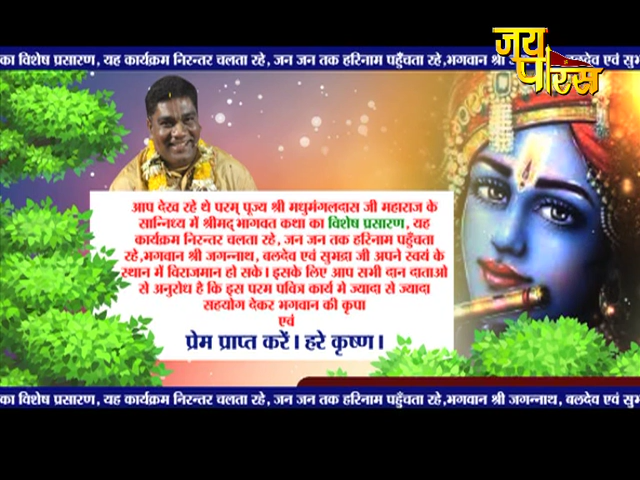 का विशेष प्रसारण, यह कार्यक्रम निरन्तर चलता रहे, जन जन तक हरिनाम पहुँचता रहे,भगवान श्री बलदेव एवं सुभ
जय
पारस
आप देख रहे थे परम् पूज्य श्री मधुमंगलदास जी महाराज के
सान्निध्य में श्रीमद् भागवत कथा का विशेष प्रसारण, यह
कार्यक्रम निरन्तर चलता रहे, जन जन तक हरिनाम पहुँचता
रहे,भगवान श्री जगन्नाथ, बलदेव एवं सुभद्रा जी अपने स्वयं के
स्थान में विराजमान हो सके। इसके लिए आप सभी दान दाताओ
से अनुरोध है कि इस परम पवित्र कार्य मे ज्यादा से ज्यादा
सहयोग देकर भगवान की कृपा
एवं
प्रेम प्राप्त करें। हरे कृष्ण।
का विशेष प्रसारण, यह कार्यक्रम निरन्तर चलता रहे, जन जन तक हरिनाम पहुँचता रहे,भगवान श्री जगन्नाथ, बलदेव एवं सुभ